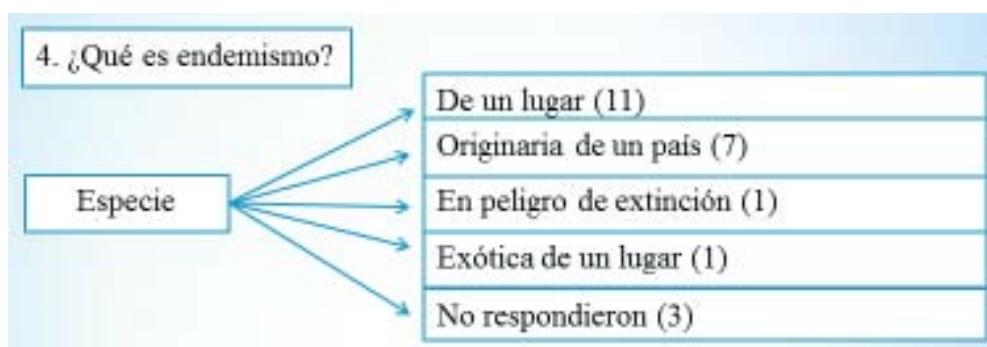 4. ¿Qué es endemismo?
De un lugar (11)
Originaria de un país (7)
Especie
En peligro de extinción (1)
Exótica de un lugar (1)
No respondieron (3)